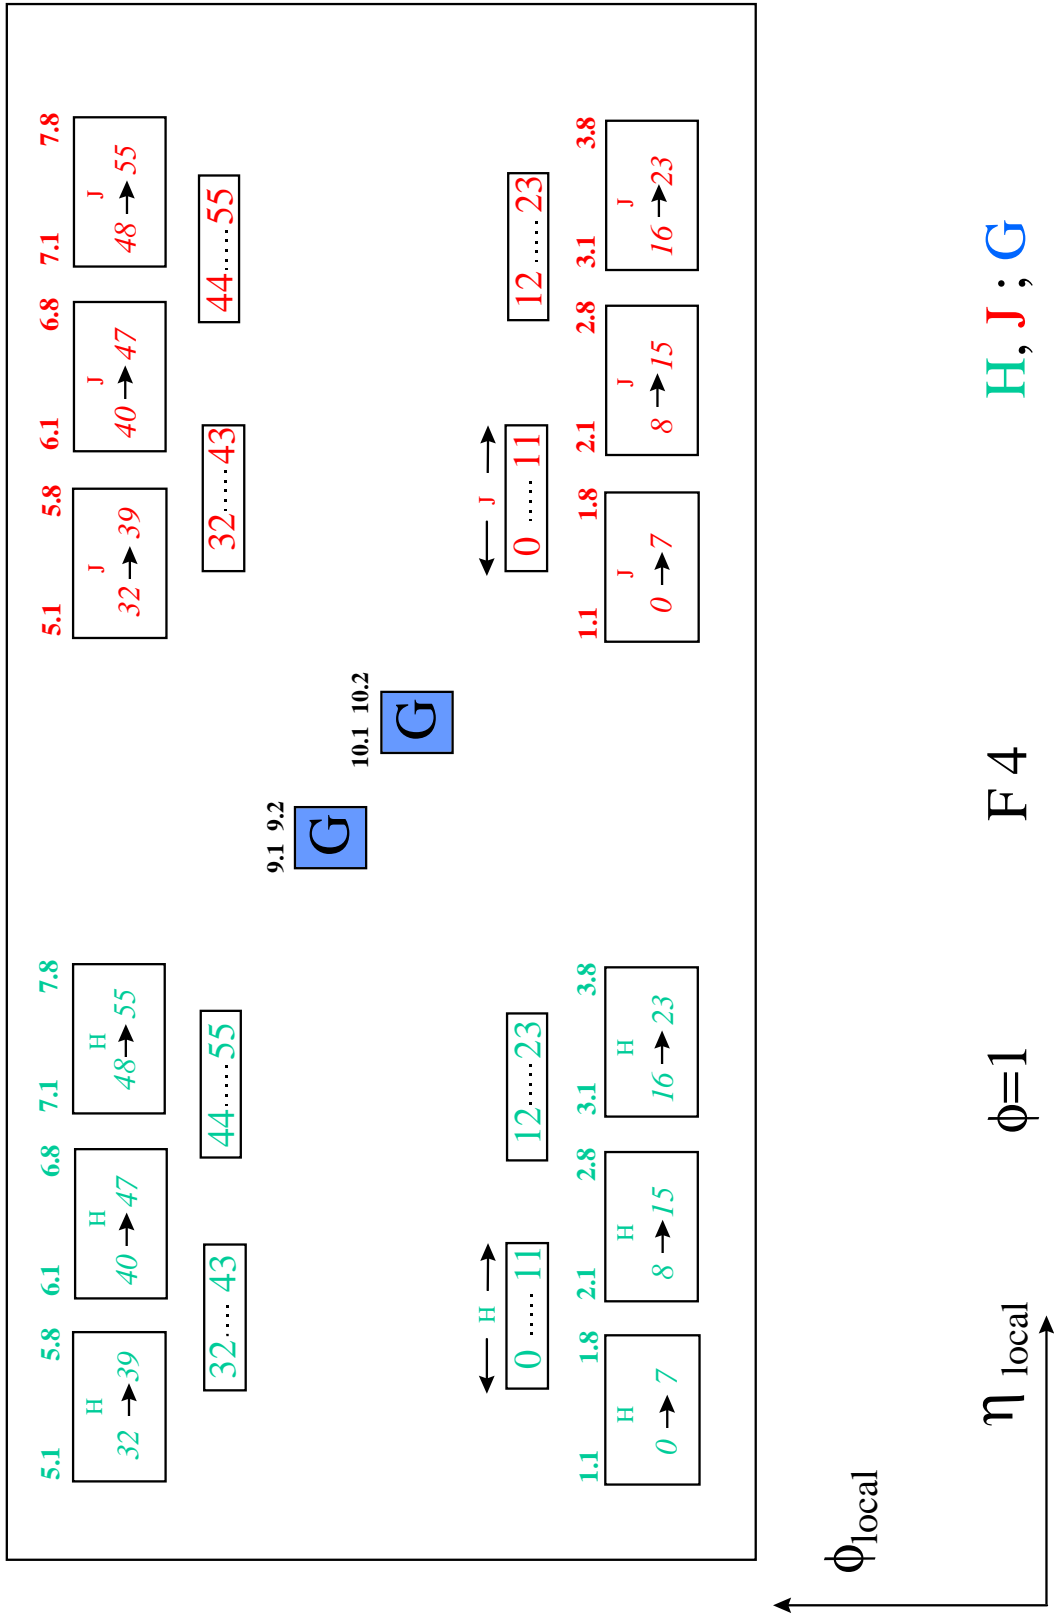 5.1 5.8 6.1 6.8 7.1 7.8 5.1 5.8 6.1 6.8 7.1 7.8
H H H J J J
32 39 40 47 48 55 32 39 40 47 48 55
32 ..... 43 44 ...... 55 32 ...... 43 44 ...... 55
9.1 9.2
G
10.1 10.2
G
H J
0 ...... 11 12 ...... 23 0 ...... 11 12 ...... 23
1.1 1.8 2.1 2.8 3.1 3.8 1.1 1.8 2.1 2.8 3.1 3.8
H H H J J J
0 7 8 15 16 23 0 7 8 15 16 23
ϕlocal
η local ϕ=1 F 4 H, J ; G